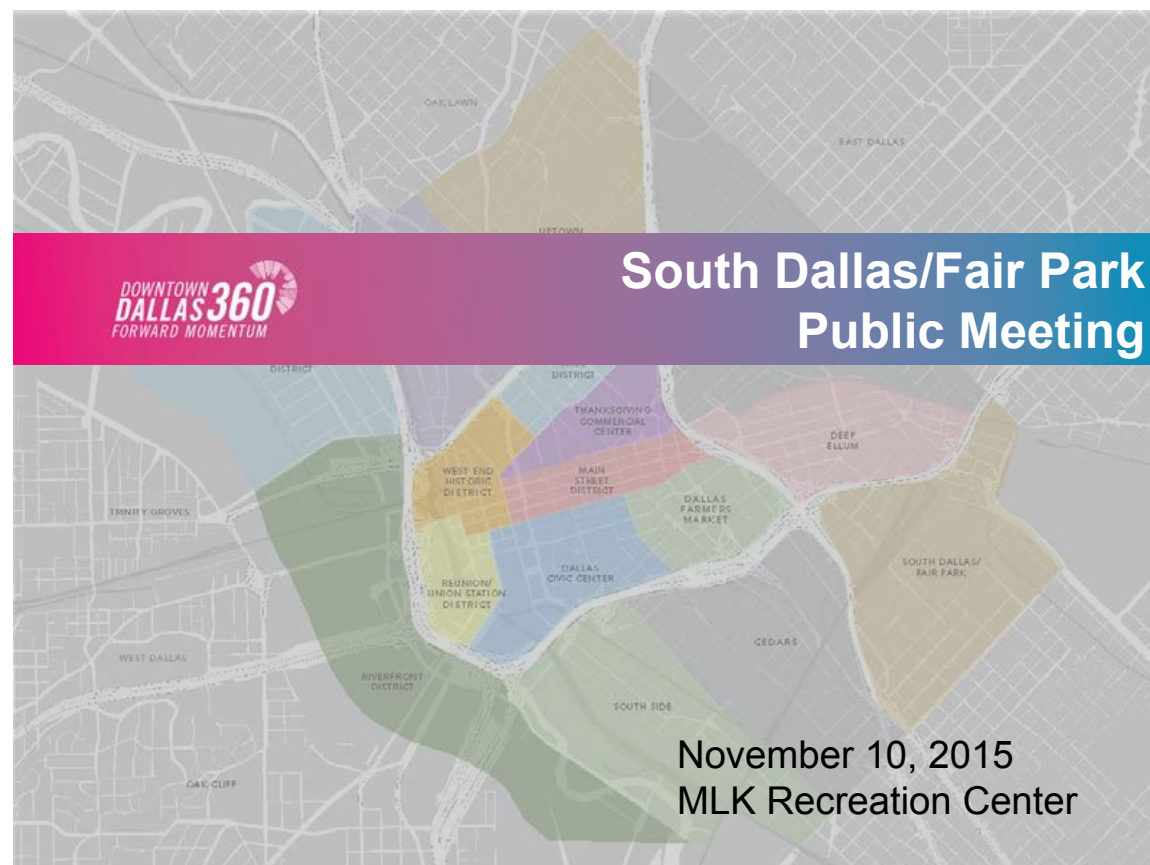 OAK LAWN
EAST DALLAS
UPTOWN
DOWNTOWN
DALLAS 360
FORWARD MOMENTUM
South Dallas/Fair Park
Public Meeting
DISTRICT
DISTRICT
THANKSGIVING
COMMERCIAL
CENTER
DEEP
ELLUM
WEST END
HISTORIC
DISTRICT
MAIN
STREET
DISTRICT
DALLAS
FARMERS
MARKET
TRINITY GROVES
SOUTH DALLAS/
FAIR PARK
DALLAS
CIVIC CENTER
REUNION/
UNION STATION
DISTRICT
CEDARS
WEST DALLAS
RIVERFRONT
DISTRICT
SOUTH SIDE
OAK CLIFF
November 10, 2015
MLK Recreation Center